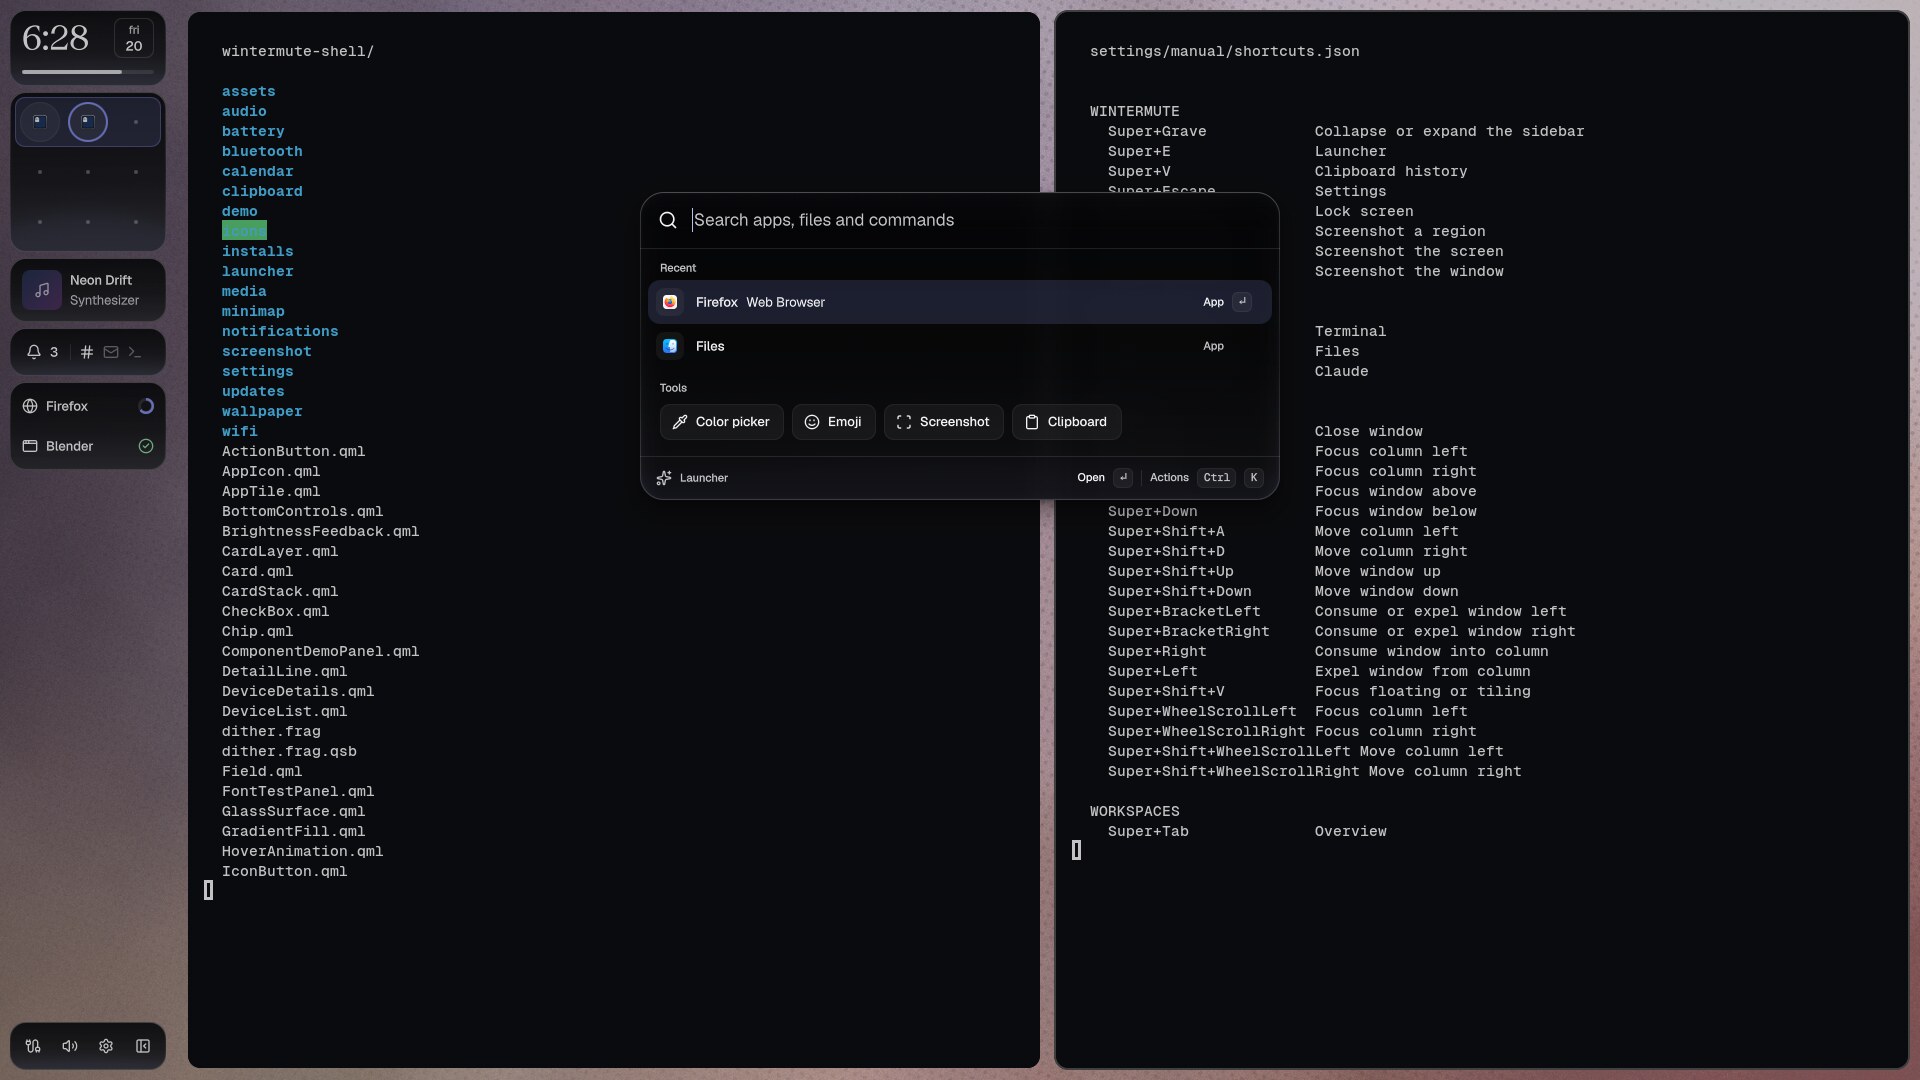 6:28
fri
20
Neon Drift
Synthesizer
3
Firefox
Blender
wintermute-shell/
assets
audio
battery
bluetooth
calendar
clipboard
demo
icons
installs
launcher
media
minimap
notifications
screenshot
settings
updates
wallpaper
wifi
ActionButton.qml
AppIcon.qml
AppTile.qml
BottomControls.qml
BrightnessFeedback.qml
CardLayer.qml
Card.qml
CardStack.qml
CheckBox.qml
Chip.qml
ComponentDemoPanel.qml
DetailLine.qml
DeviceDetails.qml
DeviceList.qml
dither.frag
dither.frag.qsb
Field.qml
FontTestPanel.qml
GlassSurface.qml
GradientFill.qml
HoverAnimation.qml
IconButton.qml
Search apps, files and commands
Recent
Firefox Web Browser App
Files App
Tools
Color picker Emoji Screenshot Clipboard
Launcher Open Actions Ctrl K
settings/manual/shortcuts.json
WINTERMUTE
Super+Grave Collapse or expand the sidebar
Super+E Launcher
Super+V Clipboard history
Super+Escape Settings
Lock screen
Screenshot a region
Screenshot the screen
Screenshot the window
Terminal
Files
Claude
Close window
Focus column left
Focus column right
Focus window above
Super+Down Focus window below
Super+Shift+A Move column left
Super+Shift+D Move column right
Super+Shift+Up Move window up
Super+Shift+Down Move window down
Super+BracketLeft Consume or expel window left
Super+BracketRight Consume or expel window right
Super+Right Consume window into column
Super+Left Expel window from column
Super+Shift+V Focus floating or tiling
Super+WheelScrollLeft Focus column left
Super+WheelScrollRight Focus column right
Super+Shift+WheelScrollLeft Move column left
Super+Shift+WheelScrollRight Move column right
WORKSPACES
Super+Tab Overview